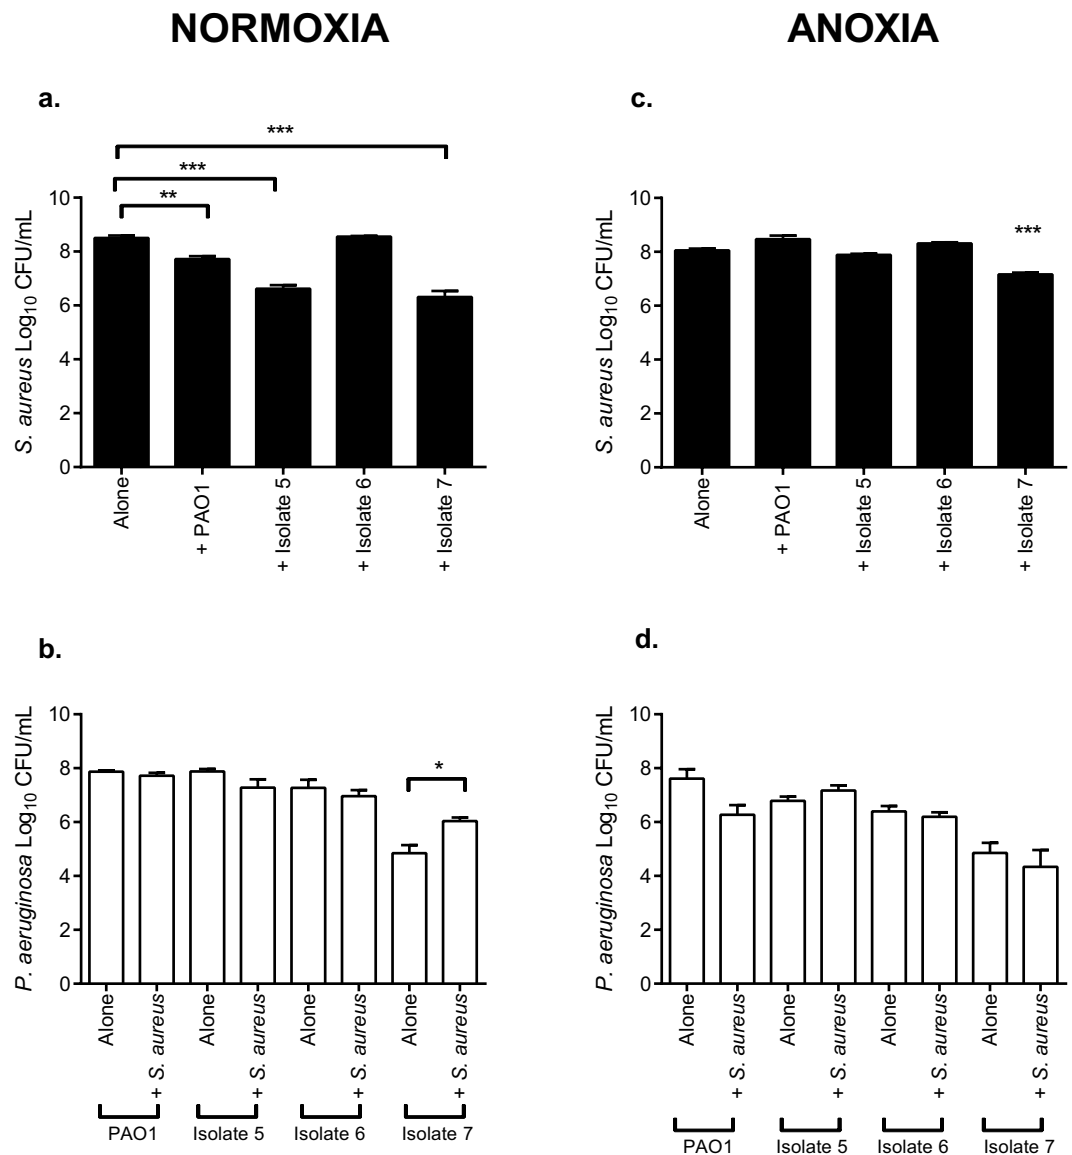 NORMOXIA
ANOXIA
a.
***
***
**
S. aureus Log10 CFU/mL
10
8
6
4
2
0
Alone
+ PAO1
+ Isolate 5
+ Isolate 6
+ Isolate 7
c.
***
S. aureus Log10 CFU/mL
10
8
6
4
2
0
Alone
+ PAO1
+ Isolate 5
+ Isolate 6
+ Isolate 7
b.
*
P. aeruginosa Log10 CFU/mL
10
8
6
4
2
0
Alone
+ S. aureus
Alone
+ S. aureus
Alone
+ S. aureus
Alone
+ S. aureus
PAO1
Isolate 5
Isolate 6
Isolate 7
d.
P. aeruginosa Log10 CFU/mL
10
8
6
4
2
0
Alone
+ S. aureus
Alone
+ S. aureus
Alone
+ S. aureus
Alone
+ S. aureus
PAO1
Isolate 5
Isolate 6
Isolate 7